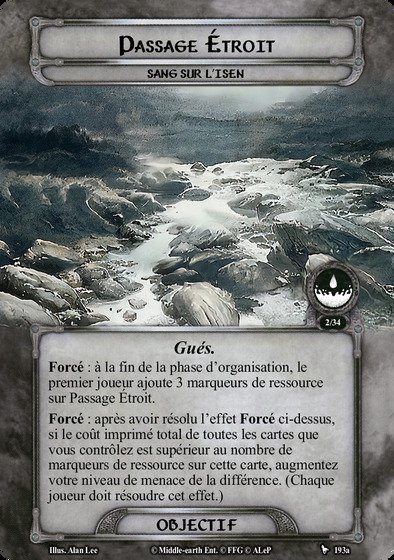 Passage Étroit
SANG SUR L'ISEN
2/34
Gués.
Forcé : à la fin de la phase d'organisation, le
premier joueur ajoute 3 marqueurs de ressource
sur Passage Étroit.
Forcé : après avoir résolu l'effet Forcé ci-dessus,
si le coût imprimé total de toutes les cartes que
vous contrôlez est supérieur au nombre de
marqueurs de ressource sur cette carte, augmentez
votre niveau de menace de la différence. (Chaque
joueur doit résoudre cet effet.)
OBJECTIF
Illus. Alan Lee © Middle-earth Ent. © FFG © ALeP 193a